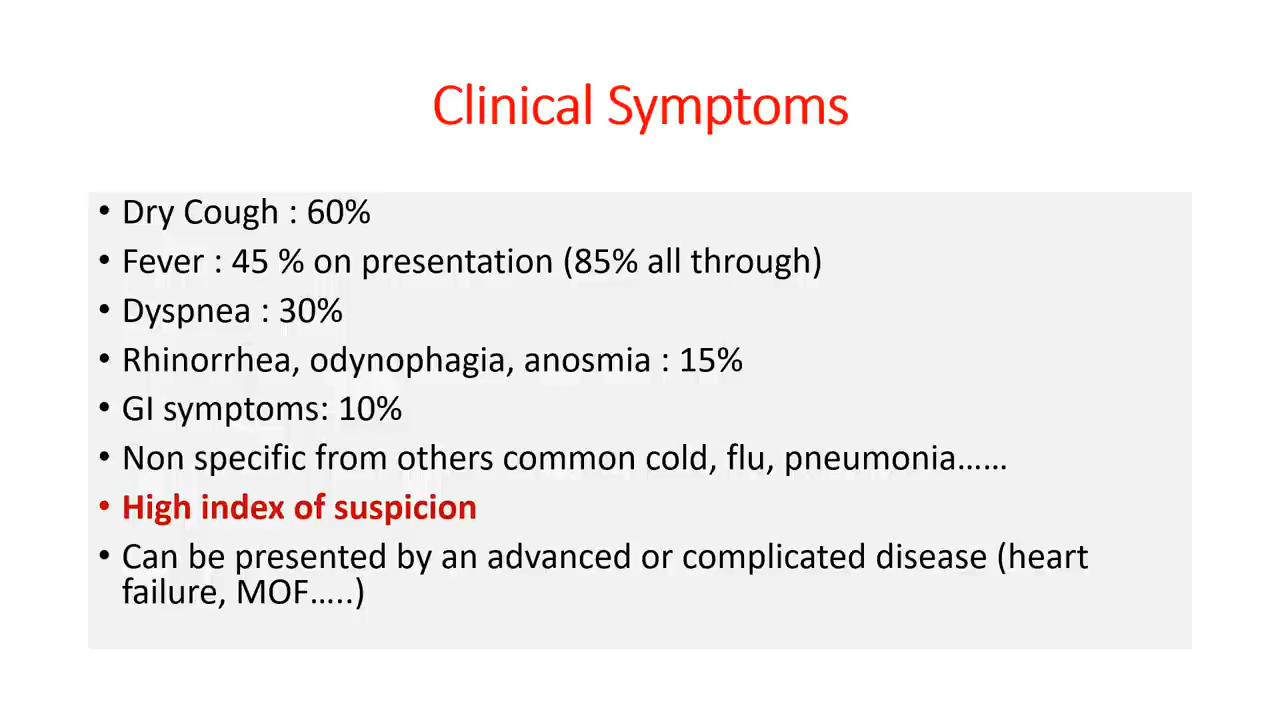 Clinical Symptoms
• Dry Cough : 60%
• Fever : 45 % on presentation (85% all through)
• Dyspnea : 30%
• Rhinorrhea, odynophagia, anosmia : 15%
• GI symptoms: 10%
• Non specific from others common cold, flu, pneumonia……
• High index of suspicion
• Can be presented by an advanced or complicated disease (heart
failure, MOF…..)